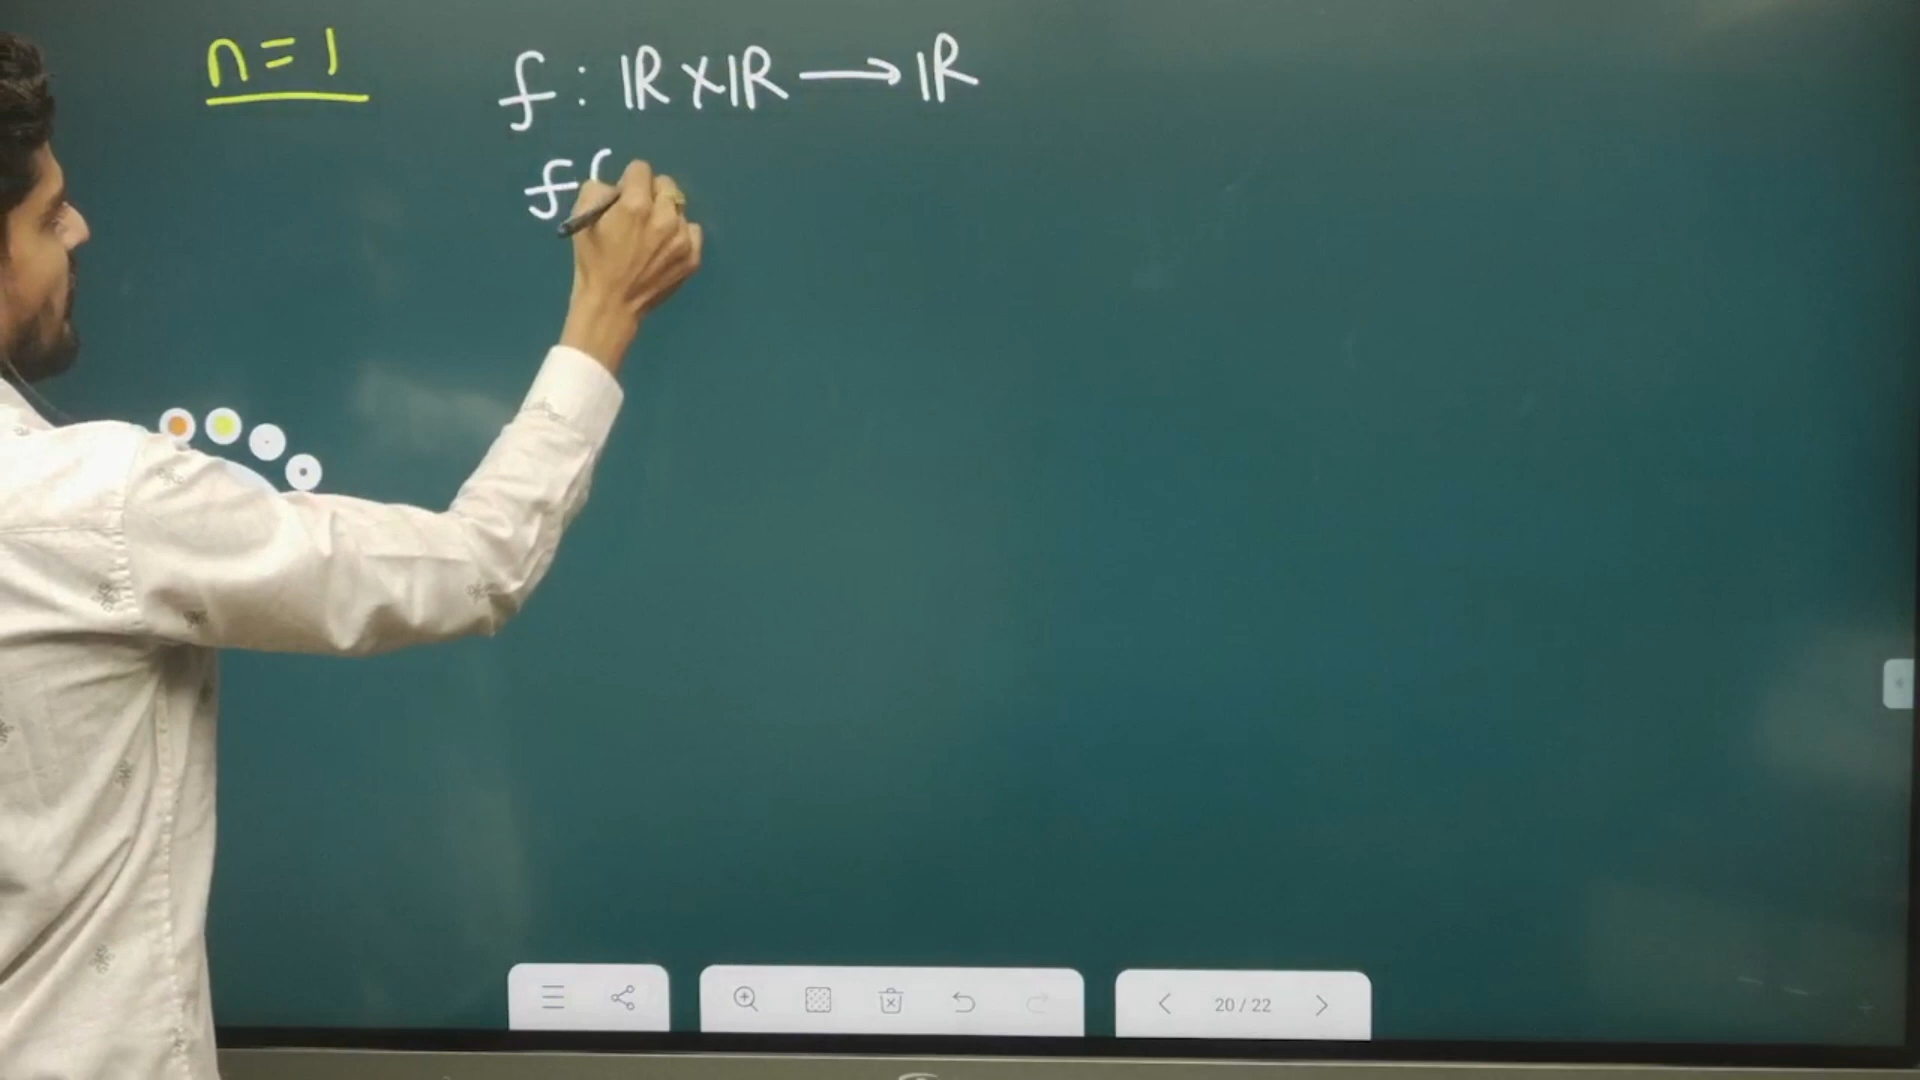 n = 1
f : ℝ × ℝ ⟶ ℝ
f(
20 / 22